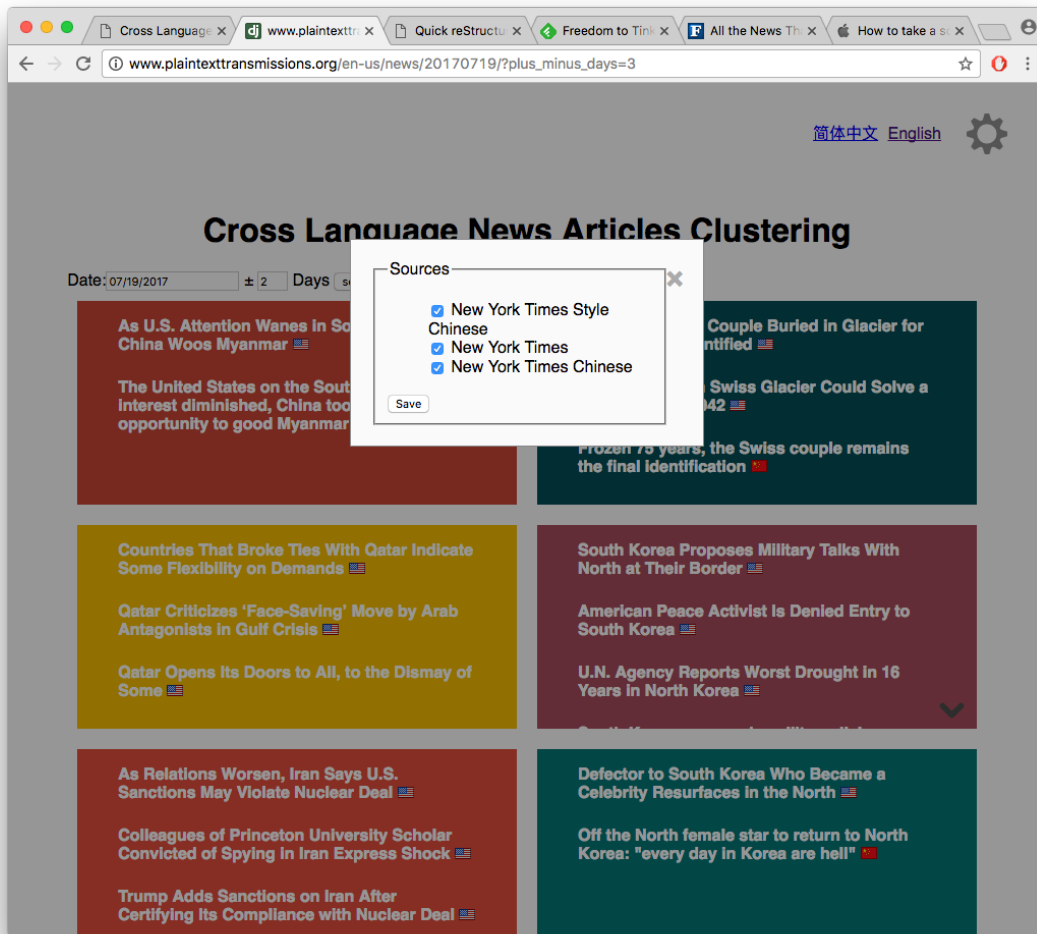 Cross Language
www.plaintexttr
Quick reStructu
Freedom to Tink
All the News Th
How to take a sc
www.plaintexttransmissions.org/en-us/news/20170719/?plus_minus_days=3
简体中文 English
Cross Language News Articles Clustering
Date: 07/19/2017 ± 2 Days
Sources
New York Times Style
Chinese
New York Times
New York Times Chinese
Save
As U.S. Attention Wanes in
China Woos Myanmar
The United States on the
interest diminished, China
opportunity to good Myanmar
Couple Buried in Glacier for
Swiss Glacier Could Solve a
Frozen 75 years, the Swiss couple remains
the final identification
Countries That Broke Ties With Qatar Indicate
Some Flexibility on Demands
Qatar Criticizes ‘Face-Saving’ Move by Arab
Antagonists in Gulf Crisis
Qatar Opens Its Doors to All, to the Dismay of
Some
South Korea Proposes Military Talks With
North at Their Border
American Peace Activist Is Denied Entry to
South Korea
U.N. Agency Reports Worst Drought in 16
Years in North Korea
As Relations Worsen, Iran Says U.S.
Sanctions May Violate Nuclear Deal
Colleagues of Princeton University Scholar
Convicted of Spying in Iran Express Shock
Trump Adds Sanctions on Iran After
Certifying Its Compliance with Nuclear Deal
Defector to South Korea Who Became a
Celebrity Resurfaces in the North
Off the North female star to return to North
Korea: "every day in Korea are hell"